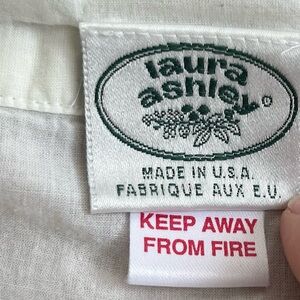 laura
ashley®
MADE IN U.S.A.
FABRIQUE AUX E.U.
KEEP AWAY
FROM FIRE